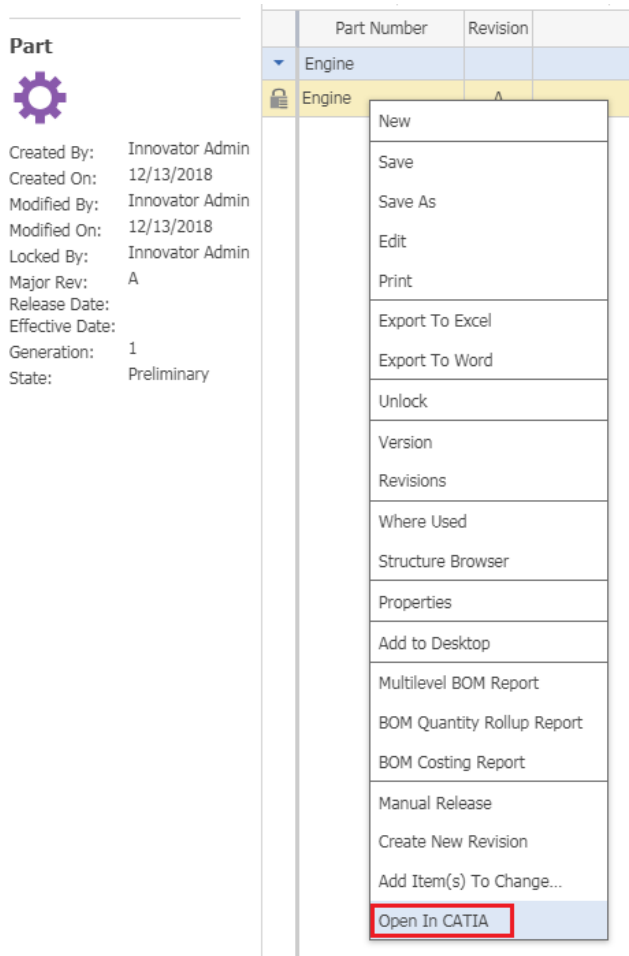 Part
Created By: Innovator Admin
Created On: 12/13/2018
Modified By: Innovator Admin
Modified On: 12/13/2018
Locked By: Innovator Admin
Major Rev: A
Release Date:
Effective Date:
Generation: 1
State: Preliminary
Part Number Revision
Engine
Engine A
New
Save
Save As
Edit
Print
Export To Excel
Export To Word
Unlock
Version
Revisions
Where Used
Structure Browser
Properties
Add to Desktop
Multilevel BOM Report
BOM Quantity Rollup Report
BOM Costing Report
Manual Release
Create New Revision
Add Item(s) To Change...
Open In CATIA